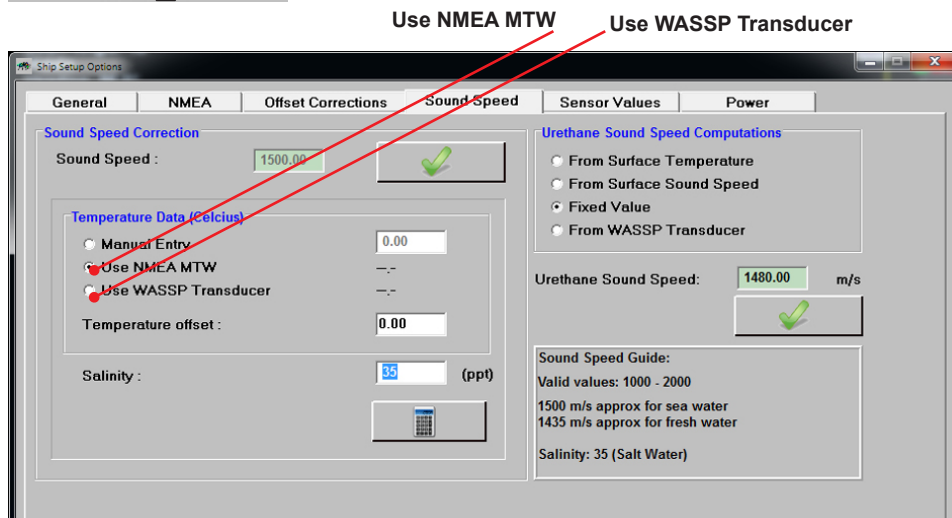 Use NMEA MTW
Use WASSP Transducer
Ship Setup Options
General NMEA Offset Corrections Sound Speed Sensor Values Power
Sound Speed Correction
Sound Speed : 1500.00
Temperature Data (Celcius)
Manual Entry 0.00
Use NMEA MTW --.-
Use WASSP Transducer --.-
Temperature offset : 0.00
Salinity : 35 (ppt)
Urethane Sound Speed Computations
From Surface Temperature
From Surface Sound Speed
Fixed Value
From WASSP Transducer
Urethane Sound Speed: 1480.00 m/s
Sound Speed Guide:
Valid values: 1000 - 2000
1500 m/s approx for sea water
1435 m/s approx for fresh water
Salinity: 35 (Salt Water)